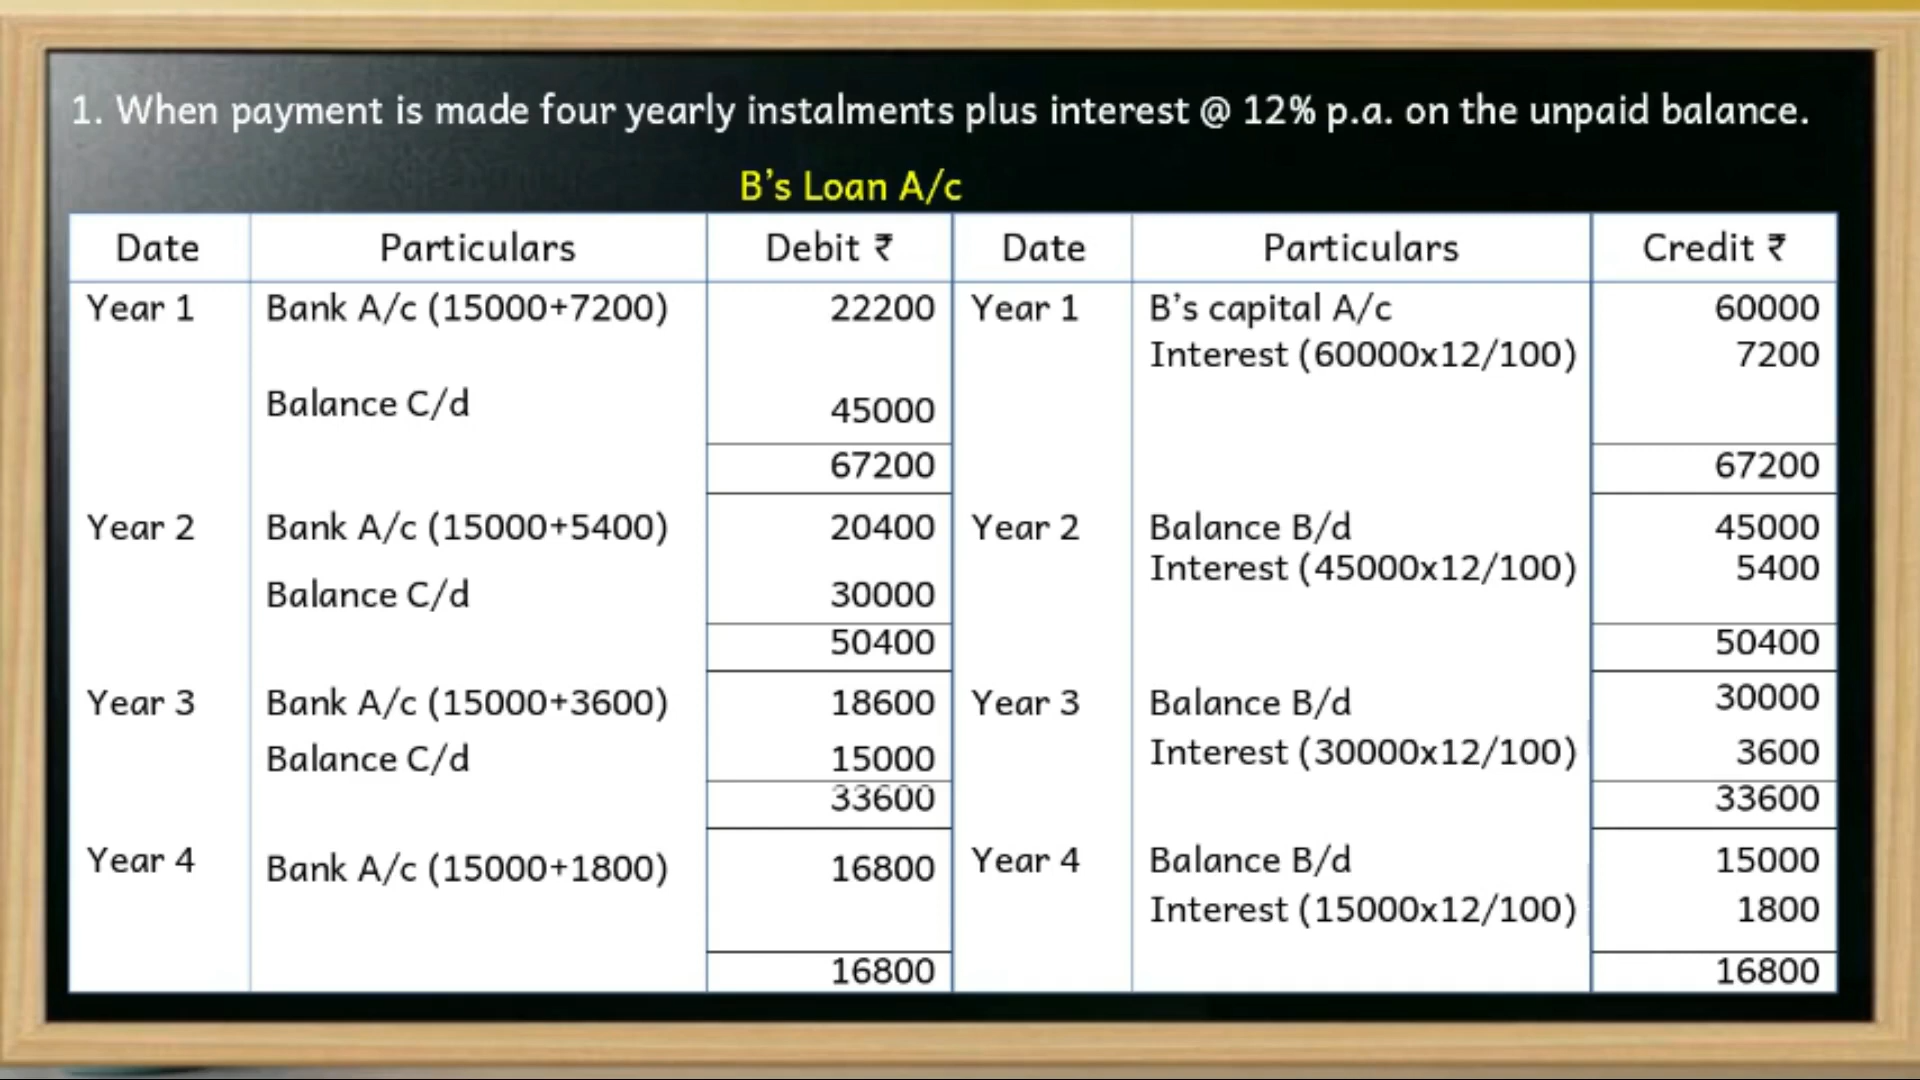 1. When payment is made four yearly instalments plus interest @ 12% p.a. on the unpaid balance.
B’s Loan A/c
Date Particulars Debit ₹ Date Particulars Credit ₹
Year 1 Bank A/c (15000+7200) 22200 Year 1 B’s capital A/c 60000
Interest (60000x12/100) 7200
Balance C/d 45000
67200 67200
Year 2 Bank A/c (15000+5400) 20400 Year 2 Balance B/d 45000
Interest (45000x12/100) 5400
Balance C/d 30000
50400 50400
Year 3 Bank A/c (15000+3600) 18600 Year 3 Balance B/d 30000
Balance C/d 15000 Interest (30000x12/100) 3600
33600 33600
Year 4 Bank A/c (15000+1800) 16800 Year 4 Balance B/d 15000
Interest (15000x12/100) 1800
16800 16800